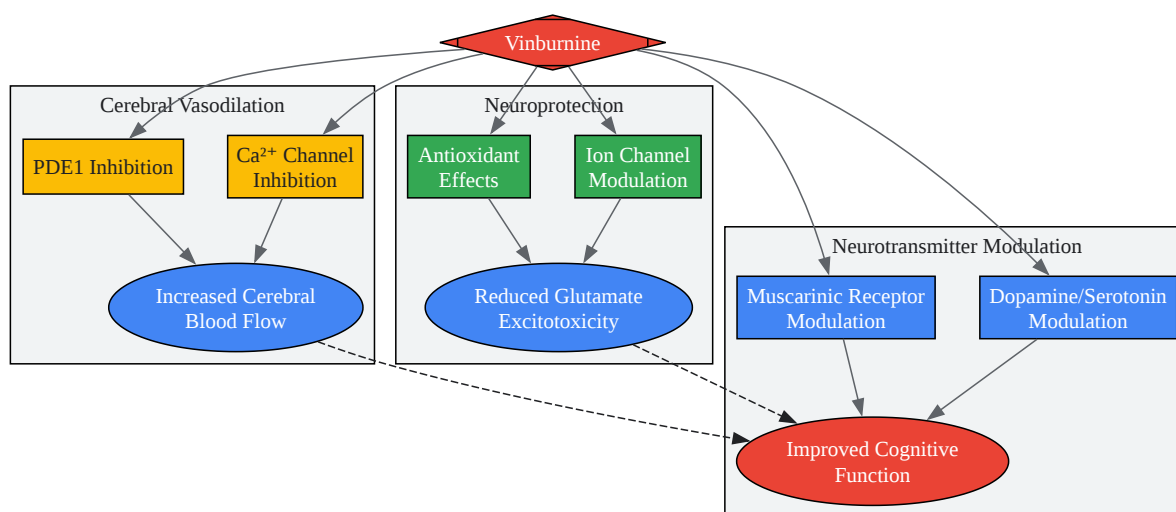 Vinburnine
Cerebral Vasodilation
Neuroprotection
PDE1 Inhibition
Ca²⁺ Channel
Inhibition
Antioxidant
Effects
Ion Channel
Modulation
Neurotransmitter Modulation
Increased Cerebral
Blood Flow
Reduced Glutamate
Excitotoxicity
Muscarinic Receptor
Modulation
Dopamine/Serotonin
Modulation
Improved Cognitive
Function